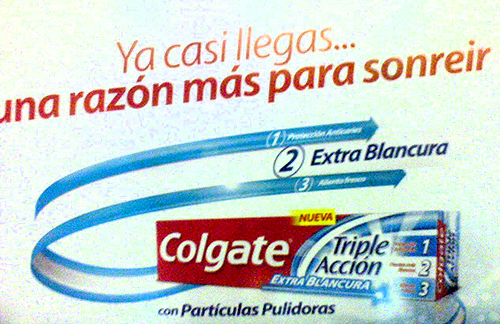 Ya casi llegas...
una razón más para sonreir
1 Protección Anticaries
2 Extra Blancura
3 Aliento fresco
NUEVA
Colgate
Triple
Acción
EXTRA BLANCURA
1
2
3
con Partículas Pulidoras